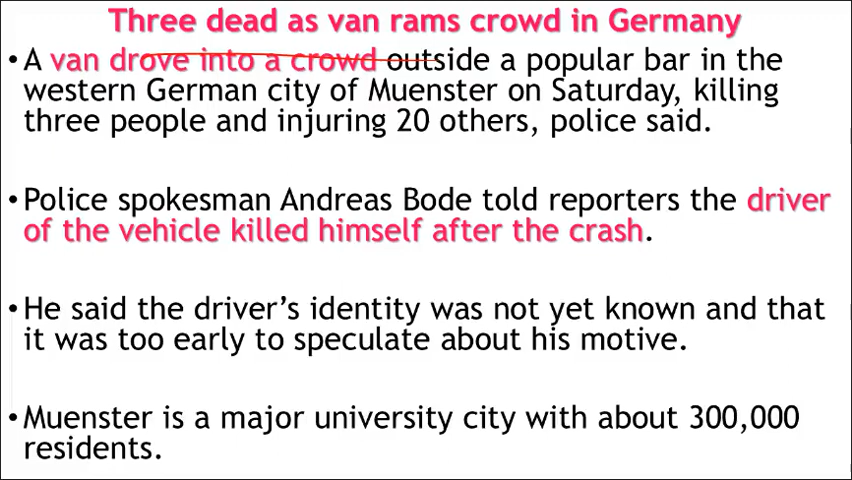 Three dead as van rams crowd in Germany
• A van drove into a crowd outside a popular bar in the
western German city of Muenster on Saturday, killing
three people and injuring 20 others, police said.
• Police spokesman Andreas Bode told reporters the driver
of the vehicle killed himself after the crash.
• He said the driver's identity was not yet known and that
it was too early to speculate about his motive.
• Muenster is a major university city with about 300,000
residents.